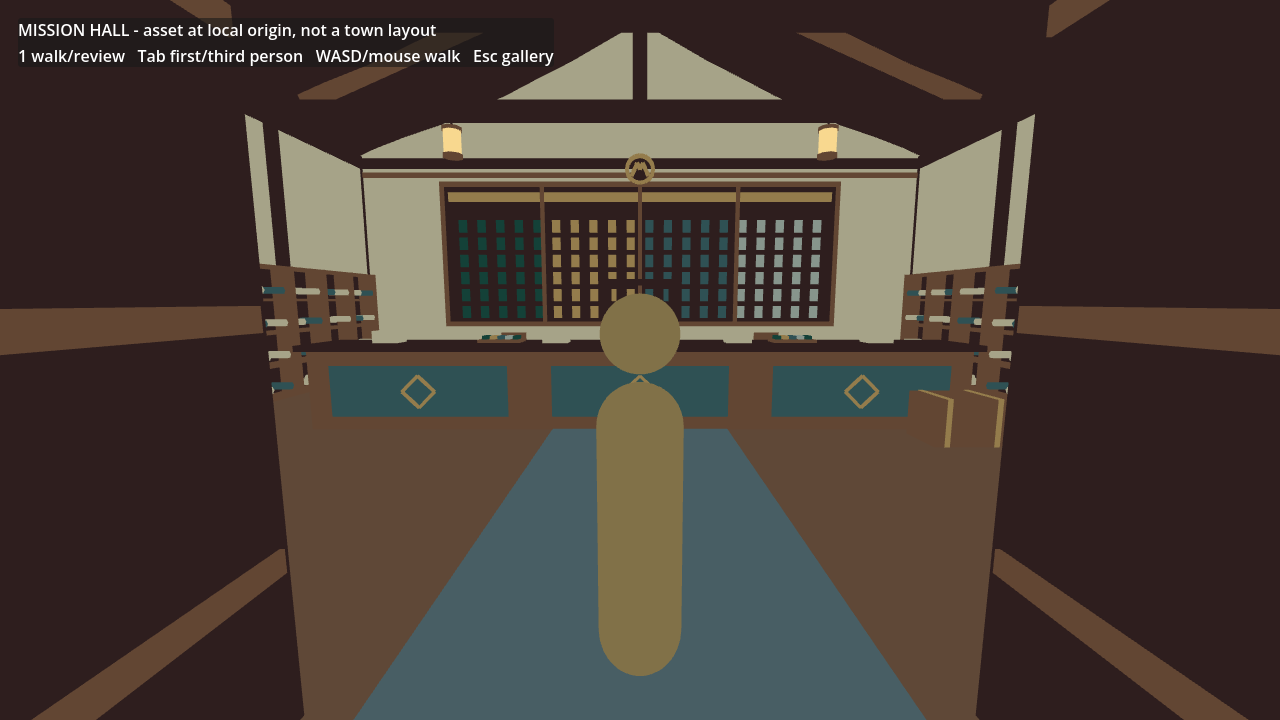 MISSION HALL - asset at local origin, not a town layout
1 walk/review   Tab first/third person   WASD/mouse walk   Esc gallery